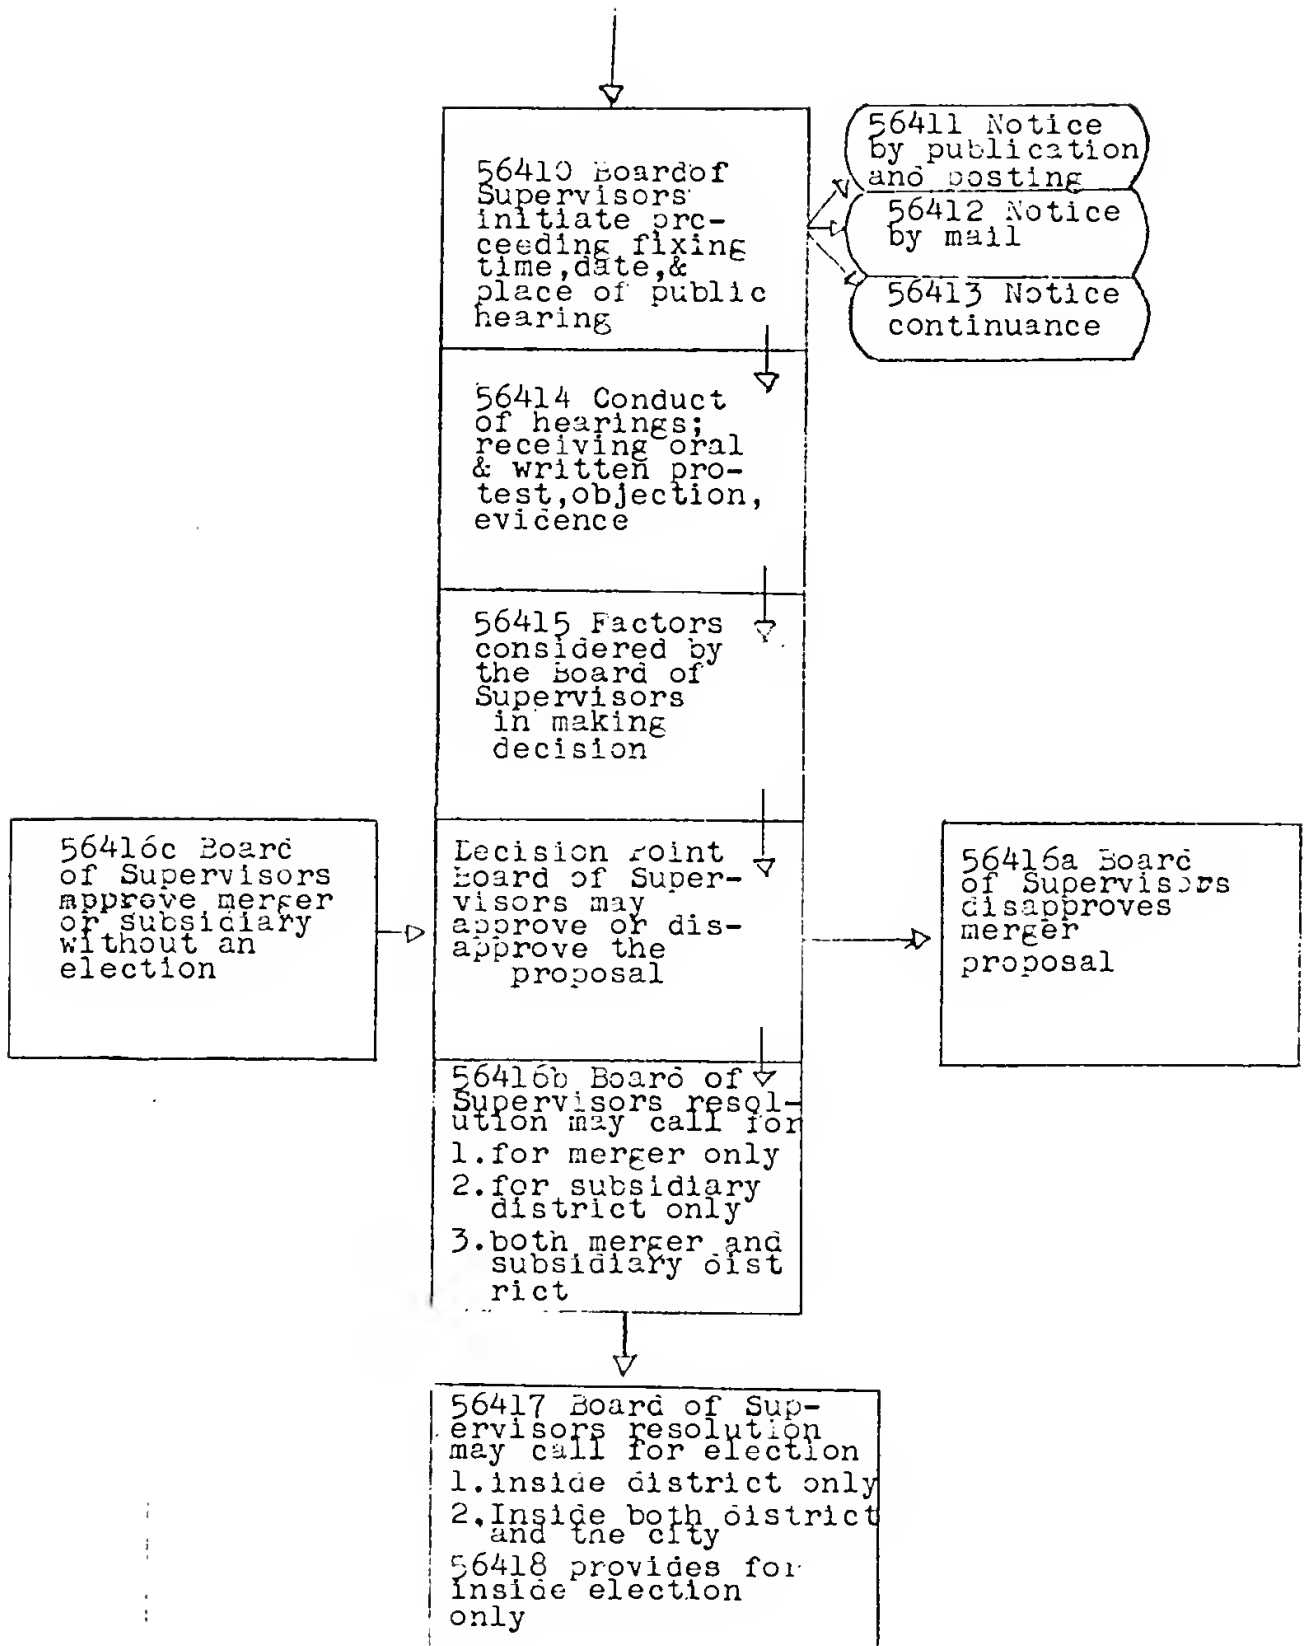 56410 Boardof
Supervisors
initiate pro-
ceeding fixing
time,date,&
place of public
hearing
56411 Notice
by publication
and posting
56412 Notice
by mail
56413 Notice
continuance
56414 Conduct
of hearings;
receiving oral
& written pro-
test,objection,
evicence
56415 Factors
considered by
the Board of
Supervisors
in making
decision
56416c Board
of Supervisors
approve merger
or subsidiary
without an
election
Decision Point
Board of Super-
visors may
approve or dis-
approve the
proposal
56416a Board
of Supervisors
disapproves
merger
proposal
56416b Board of
Supervisors resol-
ution may call for
1.for merger only
2.for subsidiary
district only
3.both merger and
subsidiary dist
rict
56417 Board of Sup-
ervisors resolution
may call for election
1.inside district only
2.Inside both district
and the city
56418 provides for
inside election
only